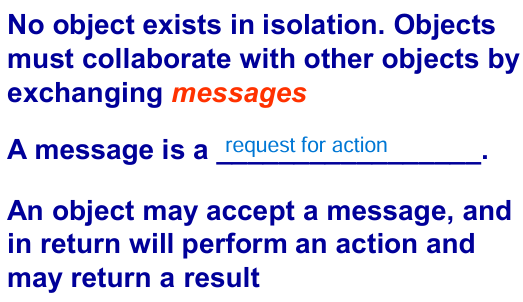 No object exists in isolation. Objects
must collaborate with other objects by
exchanging messages
A message is a request for action.
An object may accept a message, and
in return will perform an action and
may return a result